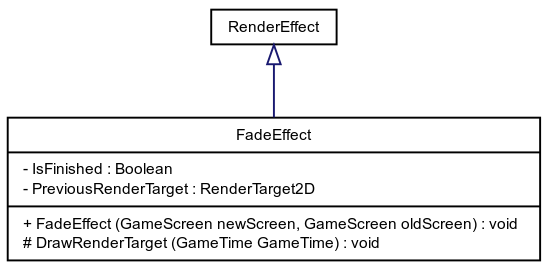 RenderEffect
FadeEffect
- IsFinished : Boolean
- PreviousRenderTarget : RenderTarget2D
+ FadeEffect (GameScreen newScreen, GameScreen oldScreen) : void
# DrawRenderTarget (GameTime GameTime) : void